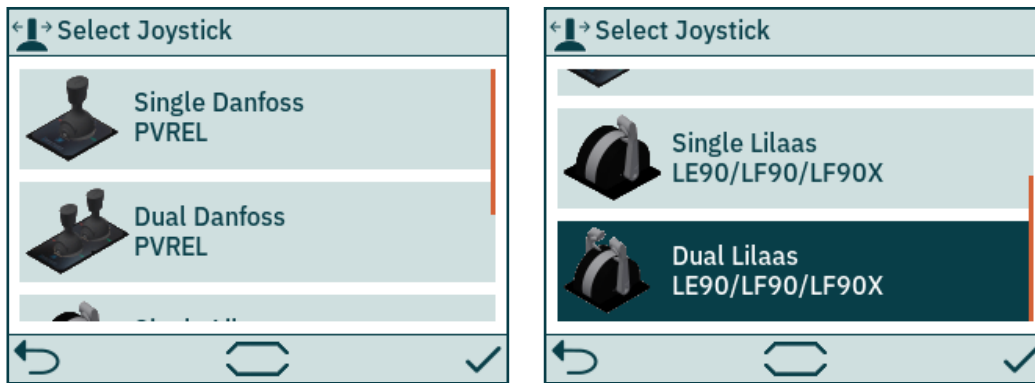 Select Joystick
Single Danfoss
PVREL
Dual Danfoss
PVREL
Select Joystick
Single Lilaas
LE90/LF90/LF90X
Dual Lilaas
LE90/LF90/LF90X